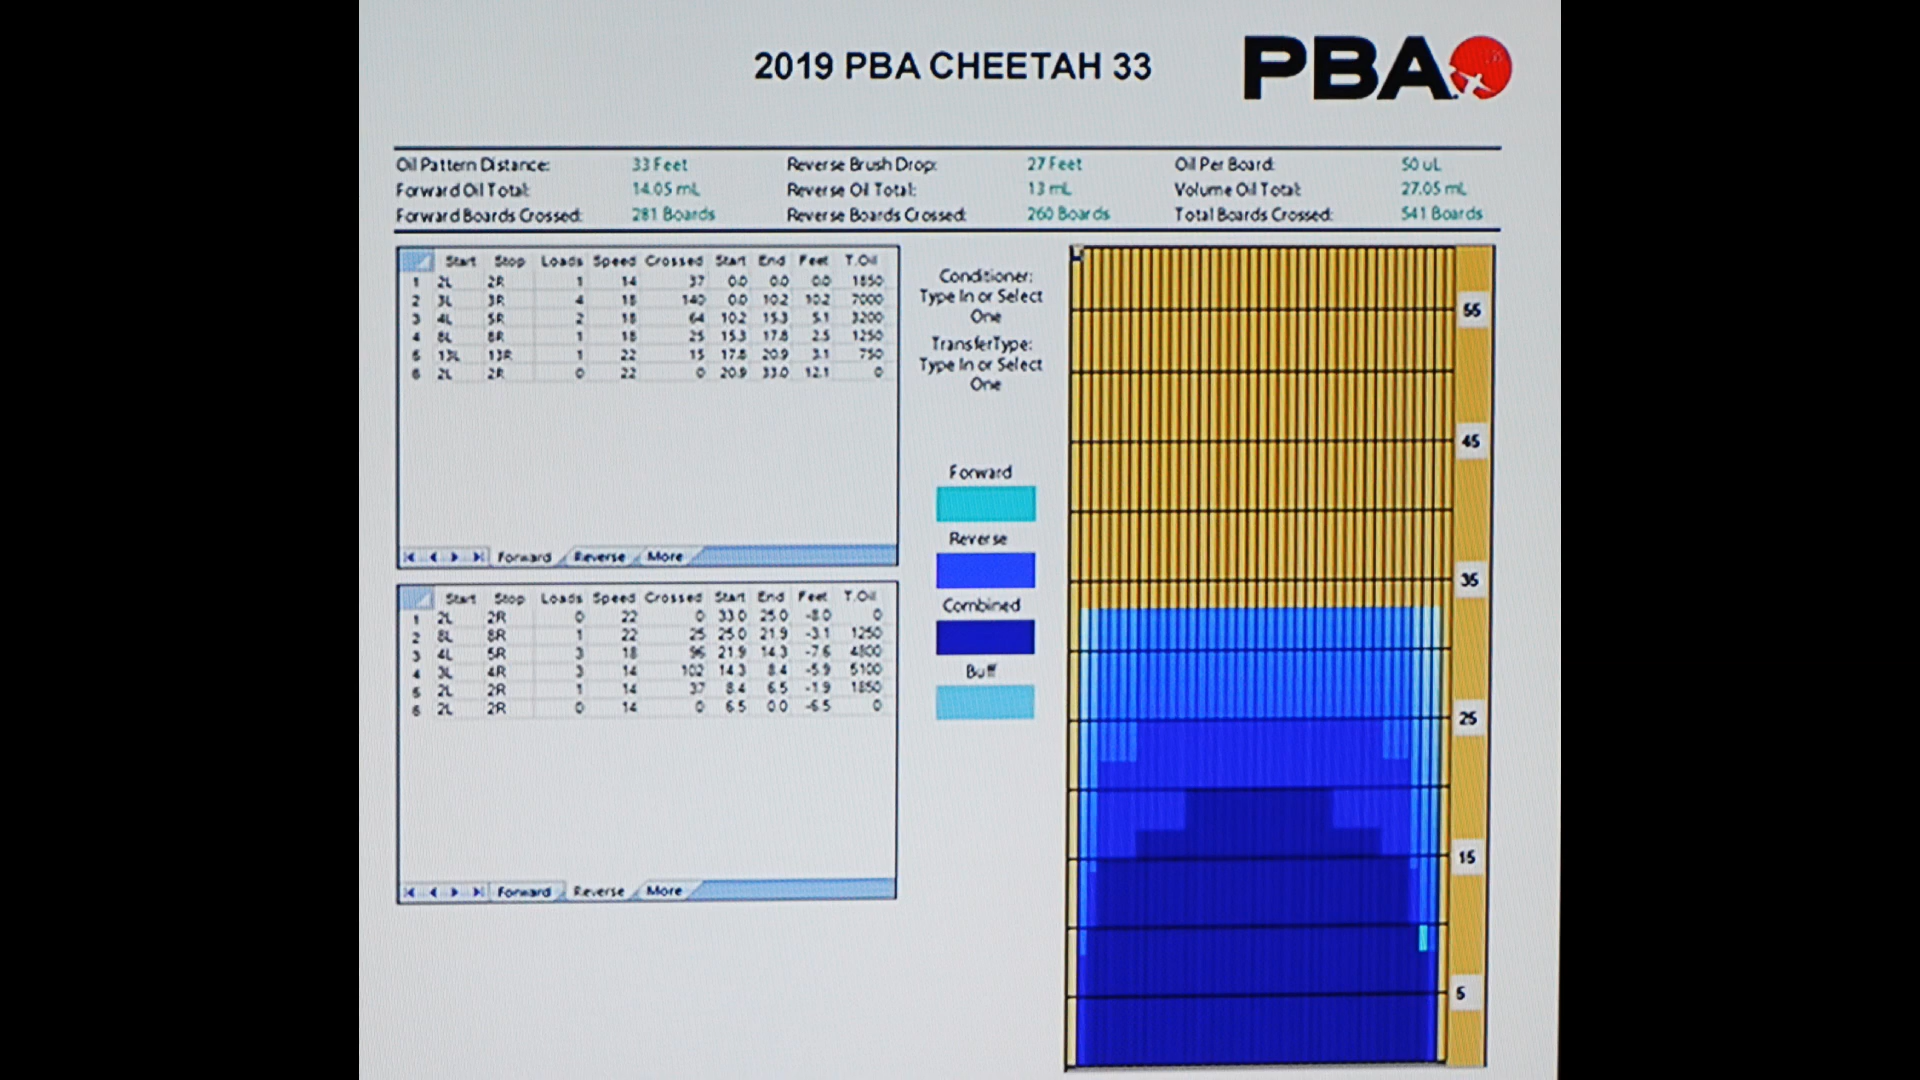 2019 PBA CHEETAH 33
PBA
Oil Pattern Distance: 33 Feet Reverse Brush Drop: 27 Feet Oil Per Board: 50 uL
Forward Oil Total: 14.05 mL Reverse Oil Total: 13 mL Volume Oil Total: 27.05 mL
Forward Boards Crossed: 281 Boards Reverse Boards Crossed: 260 Boards Total Boards Crossed: 541 Boards
Start Stop Loads Speed Crossed Start End Feet T.Oil
1 2L 2R 1 14 37 0.0 0.0 0.0 1850
2 3L 3R 4 18 140 0.0 10.2 10.2 7000
3 4L 5R 2 18 64 10.2 15.3 5.1 3200
4 8L 8R 1 18 25 15.3 17.8 2.5 1250
5 13L 13R 1 22 15 17.8 20.9 3.1 750
6 2L 2R 0 22 0 20.9 33.0 12.1 0
Forward Reverse More
Start Stop Loads Speed Crossed Start End Feet T.Oil
1 2L 2R 0 22 0 33.0 25.0 -8.0 0
2 8L 8R 1 22 25 25.0 21.9 -3.1 1250
3 4L 5R 3 18 96 21.9 14.3 -7.6 4800
4 3L 4R 3 14 102 14.3 8.4 -5.9 5100
5 2L 2R 1 14 37 8.4 6.5 -1.9 1850
6 2L 2R 0 14 0 6.5 0.0 -6.5 0
Forward Reverse More
Conditioner:
Type In or Select
One
TransferType:
Type In or Select
One
Forward
Reverse
Combined
Buff
55
45
35
25
15
5